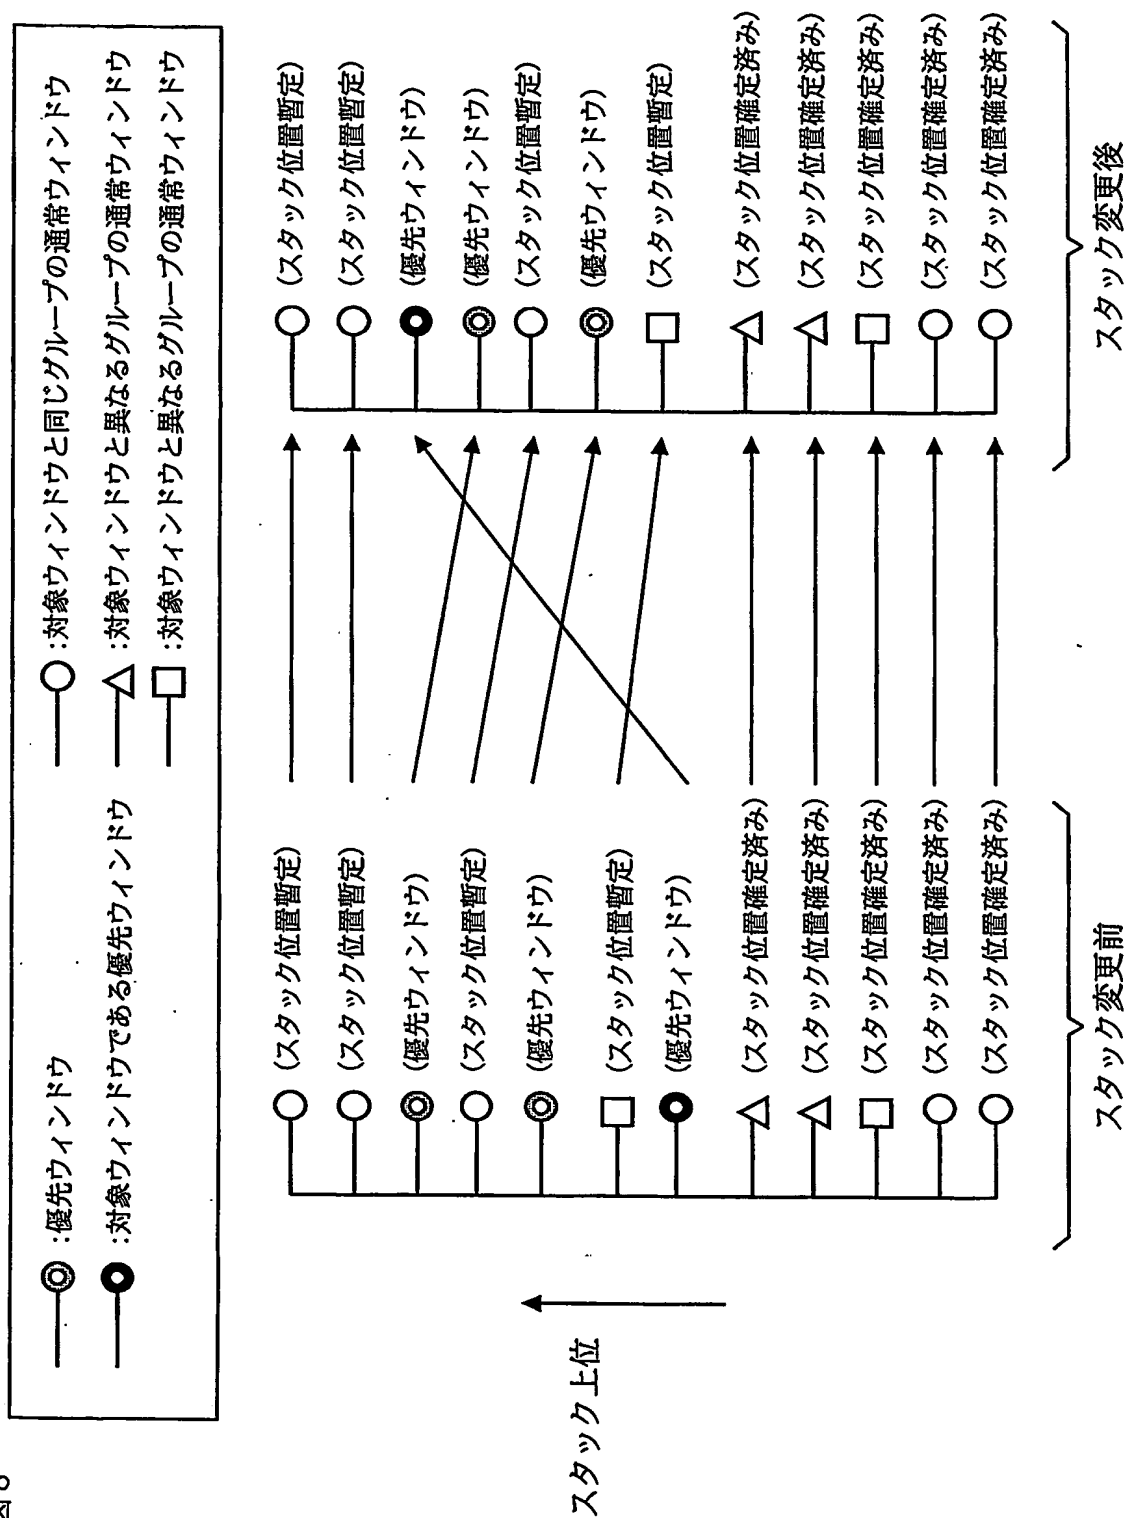 :優先ウィンドウ
:対象ウィンドウである優先ウィンドウ
:対象ウィンドウと同じグループの通常ウィンドウ
:対象ウィンドウと異なるグループの通常ウィンドウ
:対象ウィンドウと異なるグループの通常ウィンドウ
スタック上位
(スタック位置暫定)
(スタック位置暫定)
(優先ウィンドウ)
(スタック位置暫定)
(優先ウィンドウ)
(スタック位置暫定)
(優先ウィンドウ)
(スタック位置確定済み)
(スタック位置確定済み)
(スタック位置確定済み)
(スタック位置確定済み)
(スタック位置確定済み)
スタック変更前
(スタック位置暫定)
(スタック位置暫定)
(優先ウィンドウ)
(優先ウィンドウ)
(スタック位置暫定)
(優先ウィンドウ)
(スタック位置暫定)
(スタック位置確定済み)
(スタック位置確定済み)
(スタック位置確定済み)
(スタック位置確定済み)
(スタック位置確定済み)
スタック変更後